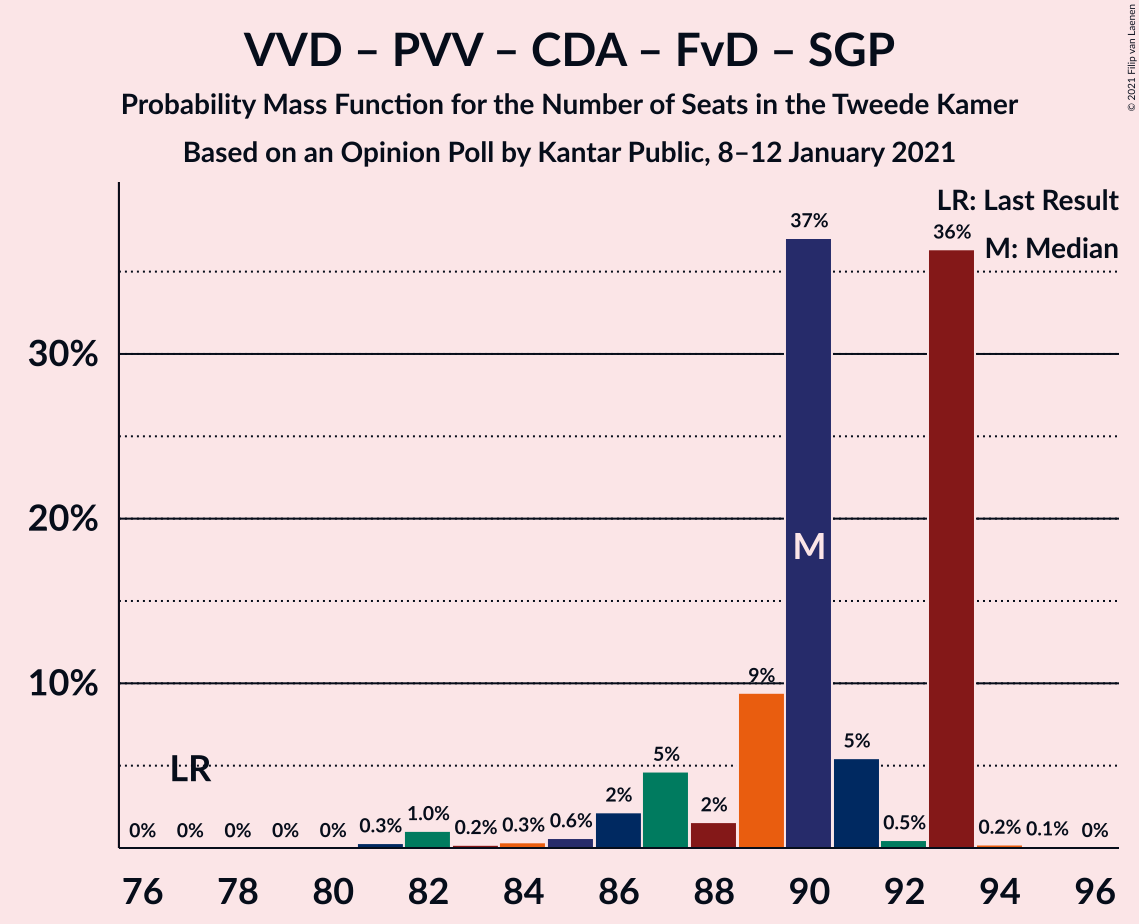 VVD – PVV – CDA – FvD – SGP
Probability Mass Function for the Number of Seats in the Tweede Kamer
Based on an Opinion Poll by Kantar Public, 8–12 January 2021
© 2021 Filip van Laenen
LR: Last Result
M: Median
30%
20%
10%
LR
M
0%
0%
0%
0%
0%
0.3%
1.0%
0.2%
0.3%
0.6%
2%
5%
2%
9%
37%
5%
0.5%
36%
0.2%
0.1%
0%
76 78 80 82 84 86 88 90 92 94 96